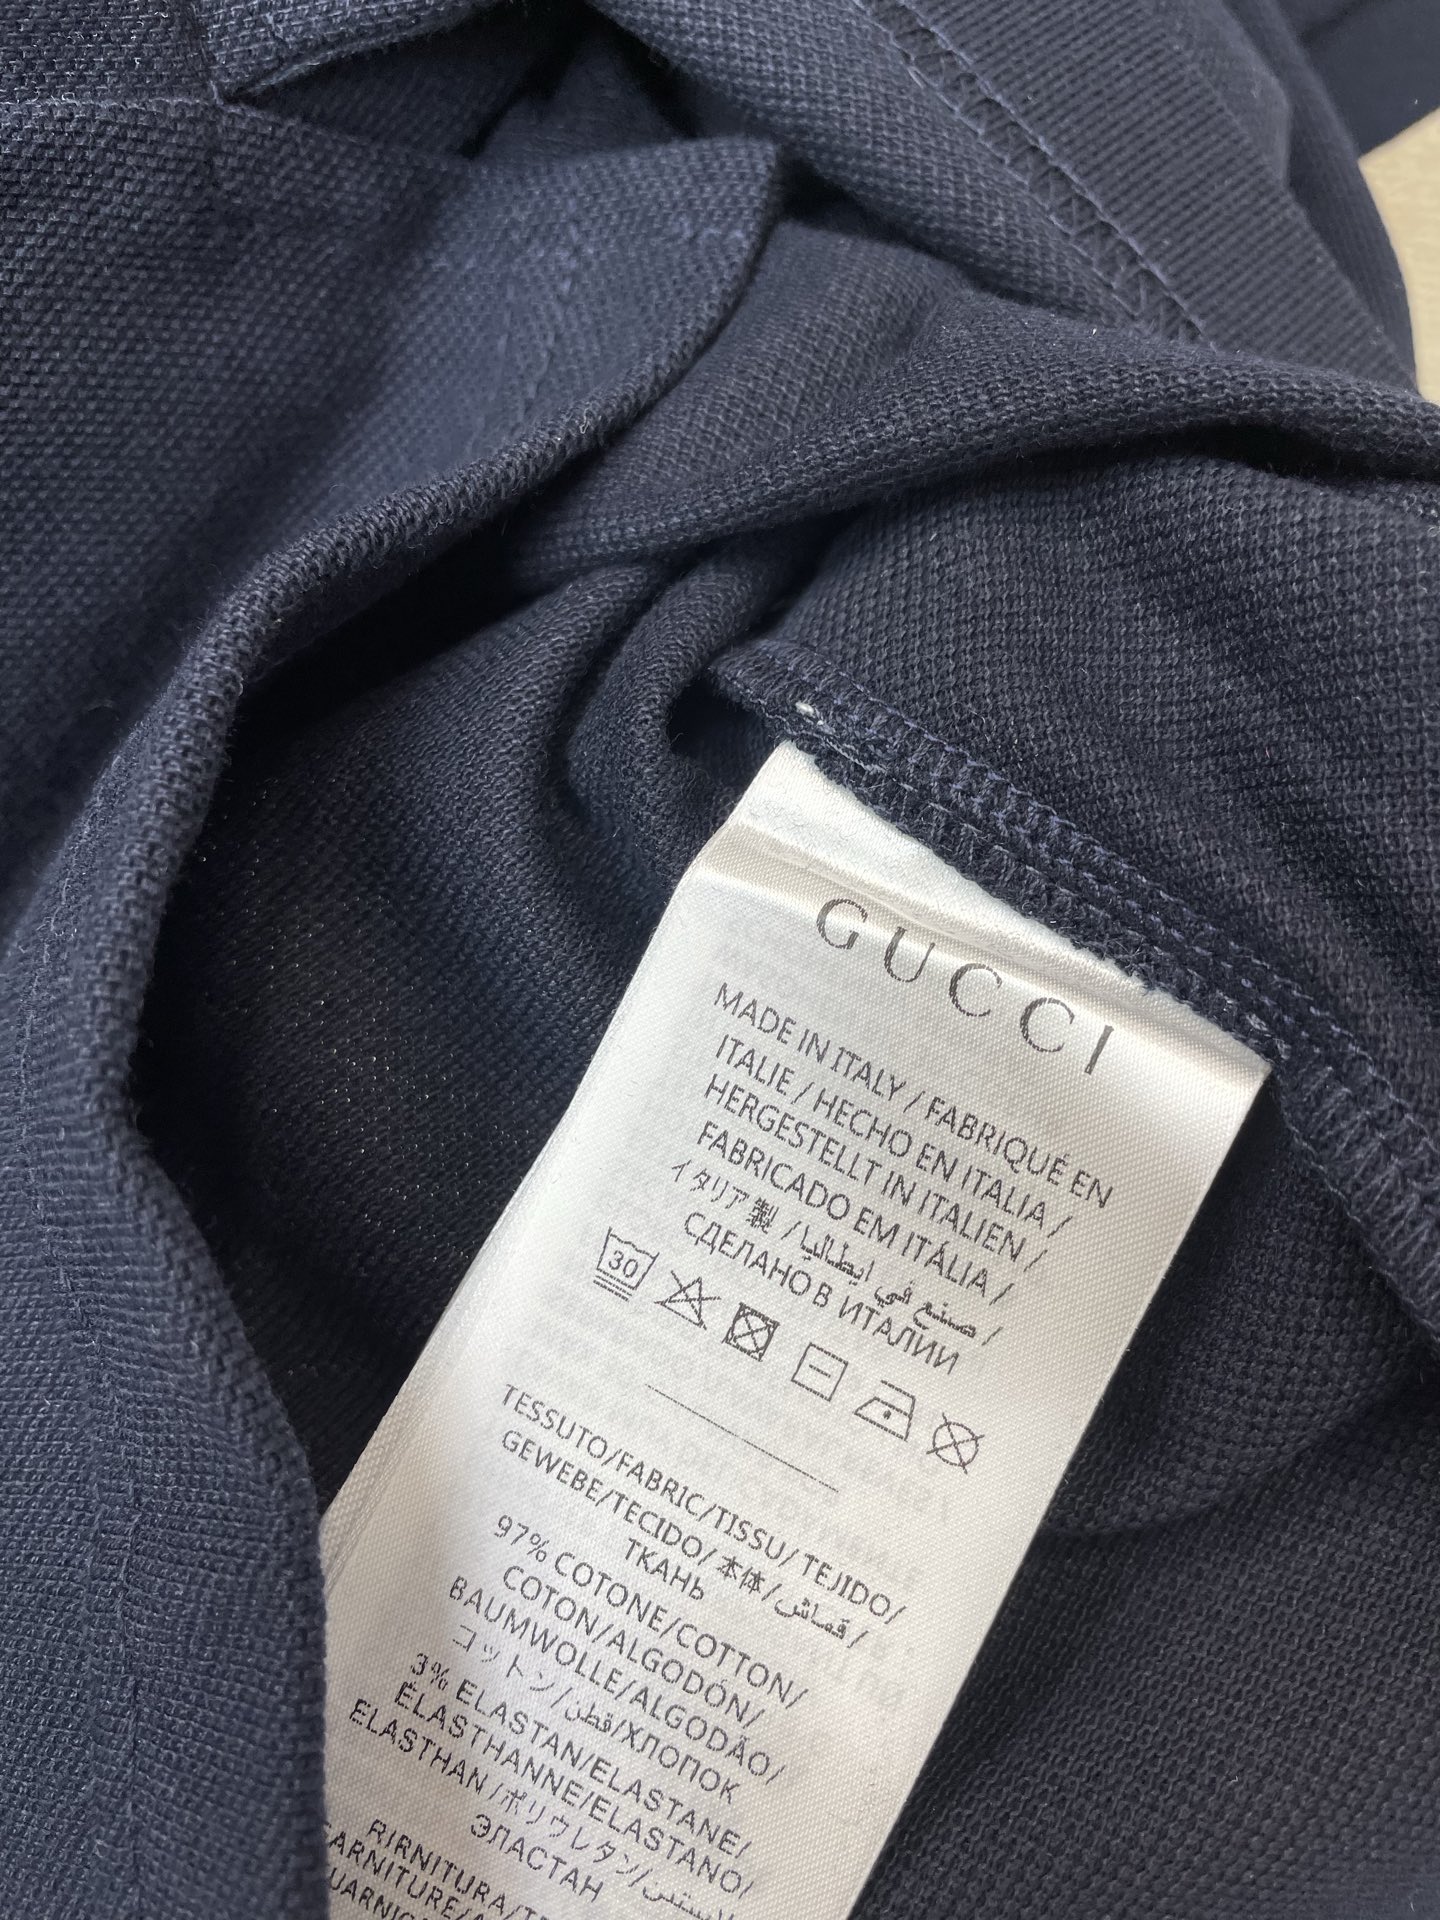 GUCCI
MADE IN ITALY / FABRIQUÉ EN
ITALIE / HECHO EN ITALIA /
HERGESTELLT IN ITALIEN /
FABRICADO EM ITÁLIA /
イタリア製 / صنع في ايطاليا /
СДЕЛАНО В ИТАЛИИ
30
TESSUTO/FABRIC/TISSU/ TEJIDO/
GEWEBE/TECIDO/ 本体/قماش /
ТКАНЬ
97% COTONE/COTTON/
COTON/ALGODÓN/
BAUMWOLLE/ALGODÃO/
コットン/قطن/ХЛОПОК
3% ELASTAN/ELASTANE/
ÉLASTHANNE/ELASTANO/
ELASTHAN /ポリウレタン/
ЭЛАСТАН
RIRNITURA/